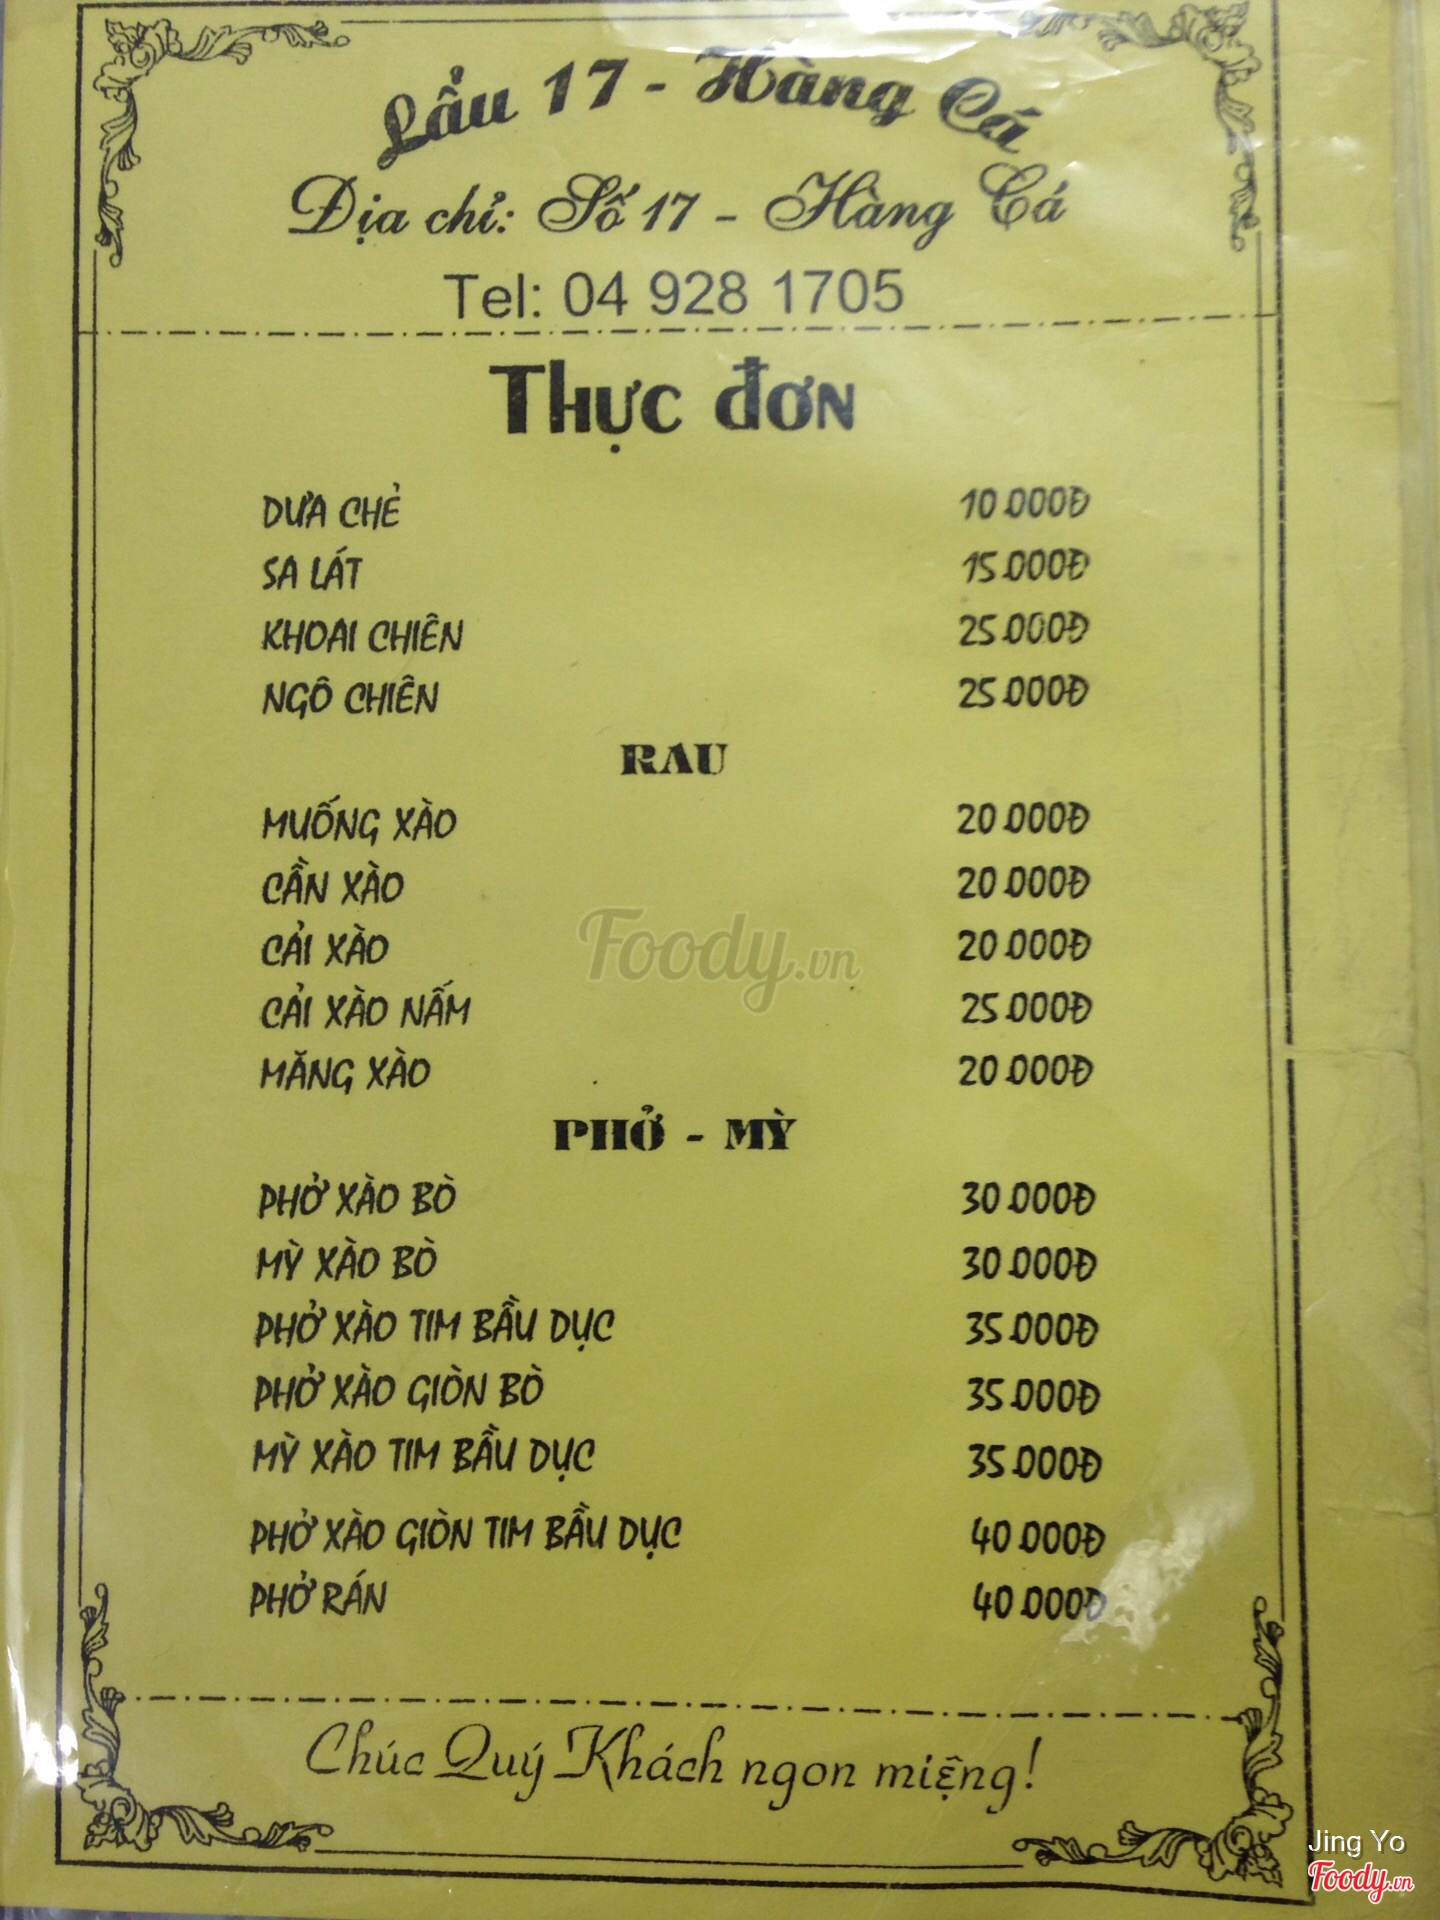 Lẩu 17 - Hàng Cá
Địa chỉ: Số 17 - Hàng Cá
Tel: 04 928 1705
Thực đơn
DƯA CHẺ 10.000Đ
SA LÁT 15.000Đ
KHOAI CHIÊN 25.000Đ
NGÔ CHIÊN 25.000Đ
RAU
MUỐNG XÀO 20.000Đ
CẦN XÀO 20.000Đ
CẢI XÀO 20.000Đ
CẢI XÀO NẤM 25.000Đ
MĂNG XÀO 20.000Đ
PHỞ - MỲ
PHỞ XÀO BÒ 30.000Đ
MỲ XÀO BÒ 30.000Đ
PHỞ XÀO TIM BẦU DỤC 35.000Đ
PHỞ XÀO GIÒN BÒ 35.000Đ
MỲ XÀO TIM BẦU DỤC 35.000Đ
PHỞ XÀO GIÒN TIM BẦU DỤC 40.000Đ
PHỞ RÁN 40.000Đ
Chúc Quý Khách ngon miệng!
Foody.vn
Jing Yo
Foody.vn